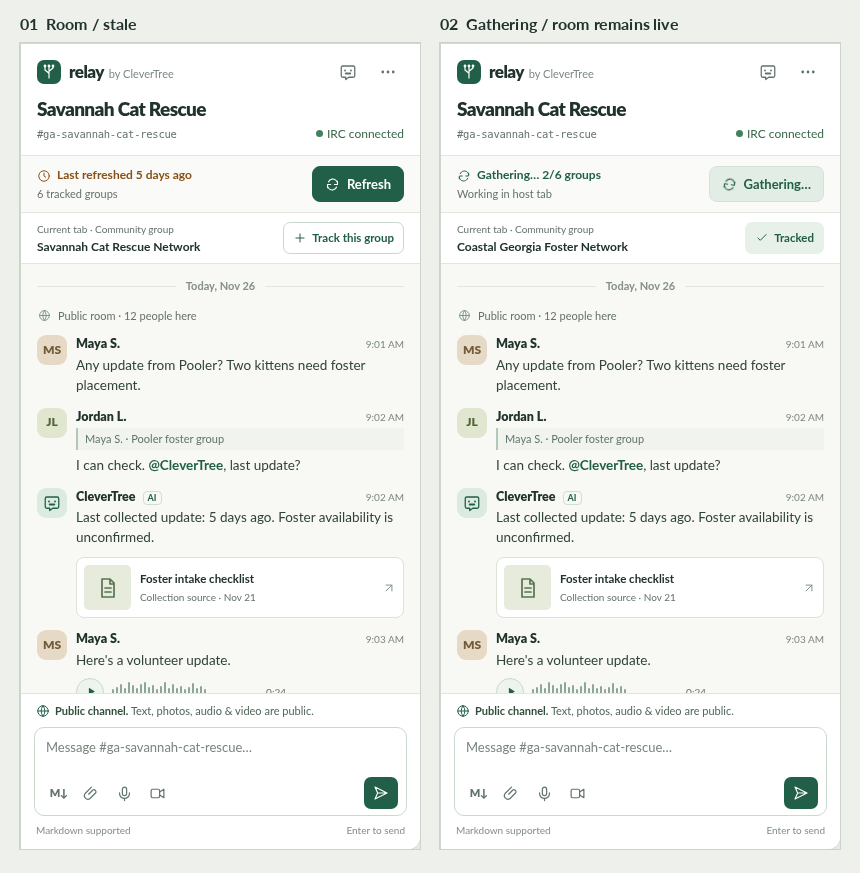 01 Room / stale
relay by CleverTree
Savannah Cat Rescue
#ga-savannah-cat-rescue
IRC connected
Last refreshed 5 days ago
6 tracked groups
Refresh
Current tab · Community group
Savannah Cat Rescue Network
Track this group
Today, Nov 26
Public room · 12 people here
MS
Maya S.
9:01 AM
Any update from Pooler? Two kittens need foster
placement.
JL
Jordan L.
9:02 AM
Maya S. · Pooler foster group
I can check. @CleverTree, last update?
CleverTree AI
9:02 AM
Last collected update: 5 days ago. Foster availability is
unconfirmed.
Foster intake checklist
Collection source · Nov 21
MS
Maya S.
9:03 AM
Here's a volunteer update.
0:24
Public channel. Text, photos, audio & video are public.
Message #ga-savannah-cat-rescue…
M↓
Markdown supported
Enter to send
02 Gathering / room remains live
relay by CleverTree
Savannah Cat Rescue
#ga-savannah-cat-rescue
IRC connected
Gathering… 2/6 groups
Working in host tab
Gathering…
Current tab · Community group
Coastal Georgia Foster Network
Tracked
Today, Nov 26
Public room · 12 people here
MS
Maya S.
9:01 AM
Any update from Pooler? Two kittens need foster
placement.
JL
Jordan L.
9:02 AM
Maya S. · Pooler foster group
I can check. @CleverTree, last update?
CleverTree AI
9:02 AM
Last collected update: 5 days ago. Foster availability is
unconfirmed.
Foster intake checklist
Collection source · Nov 21
MS
Maya S.
9:03 AM
Here's a volunteer update.
0:24
Public channel. Text, photos, audio & video are public.
Message #ga-savannah-cat-rescue…
M↓
Markdown supported
Enter to send